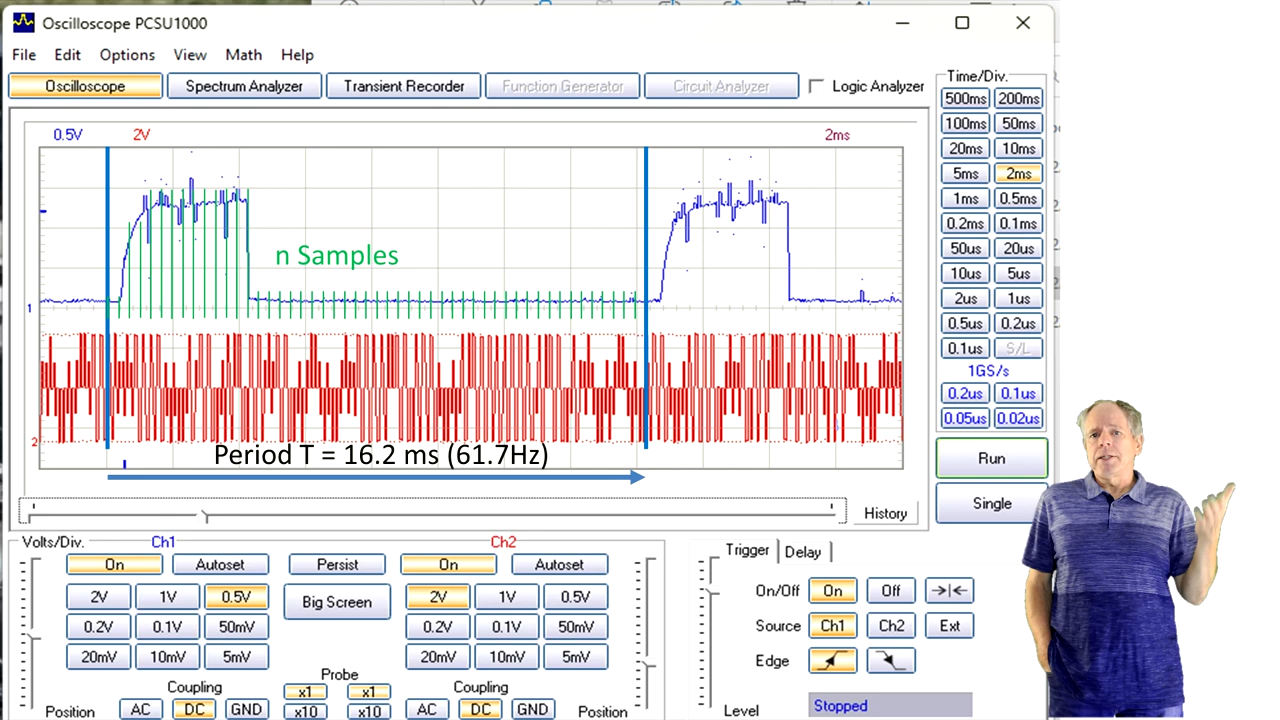 Oscilloscope PCSU1000
File Edit Options View Math Help
Oscilloscope Spectrum Analyzer Transient Recorder Function Generator Circuit Analyzer Logic Analyzer
0.5V 2V 2ms
n Samples
1
2
Period T = 16.2 ms (61.7Hz)
History
Time/Div.
500ms 200ms
100ms 50ms
20ms 10ms
5ms 2ms
1ms 0.5ms
0.2ms 0.1ms
50us 20us
10us 5us
2us 1us
0.5us 0.2us
0.1us S/L
1GS/s
0.2us 0.1us
0.05us 0.02us
Run
Single
Volts/Div. Ch1 Ch2
On Autoset Persist On Autoset
2V 1V 0.5V Big Screen 2V 1V 0.5V
0.2V 0.1V 50mV 0.2V 0.1V 50mV
20mV 10mV 5mV 20mV 10mV 5mV
Coupling Probe Coupling
x1 x1
Position AC DC GND x10 x10 AC DC GND Position
Trigger Delay
On/Off On Off
Source Ch1 Ch2 Ext
Edge
Level Stopped